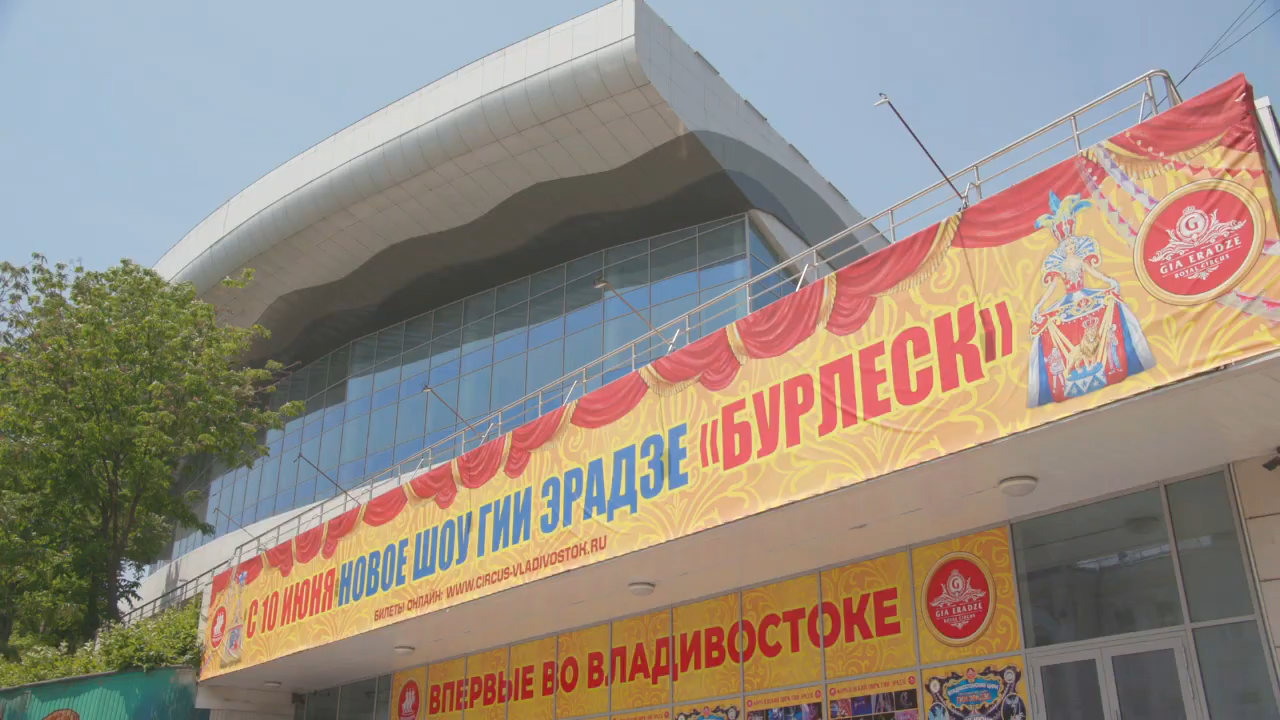 G
GIA ERADZE
ROYAL CIRCUS
С 10 ИЮНЯ НОВОЕ ШОУ ГИИ ЭРАДЗЕ «БУРЛЕСК»
БИЛЕТЫ ОНЛАЙН: WWW.CIRCUS-VLADIVOSTOK.RU
ВПЕРВЫЕ ВО ВЛАДИВОСТОКЕ
G
GIA ERADZE
ROYAL CIRCUS